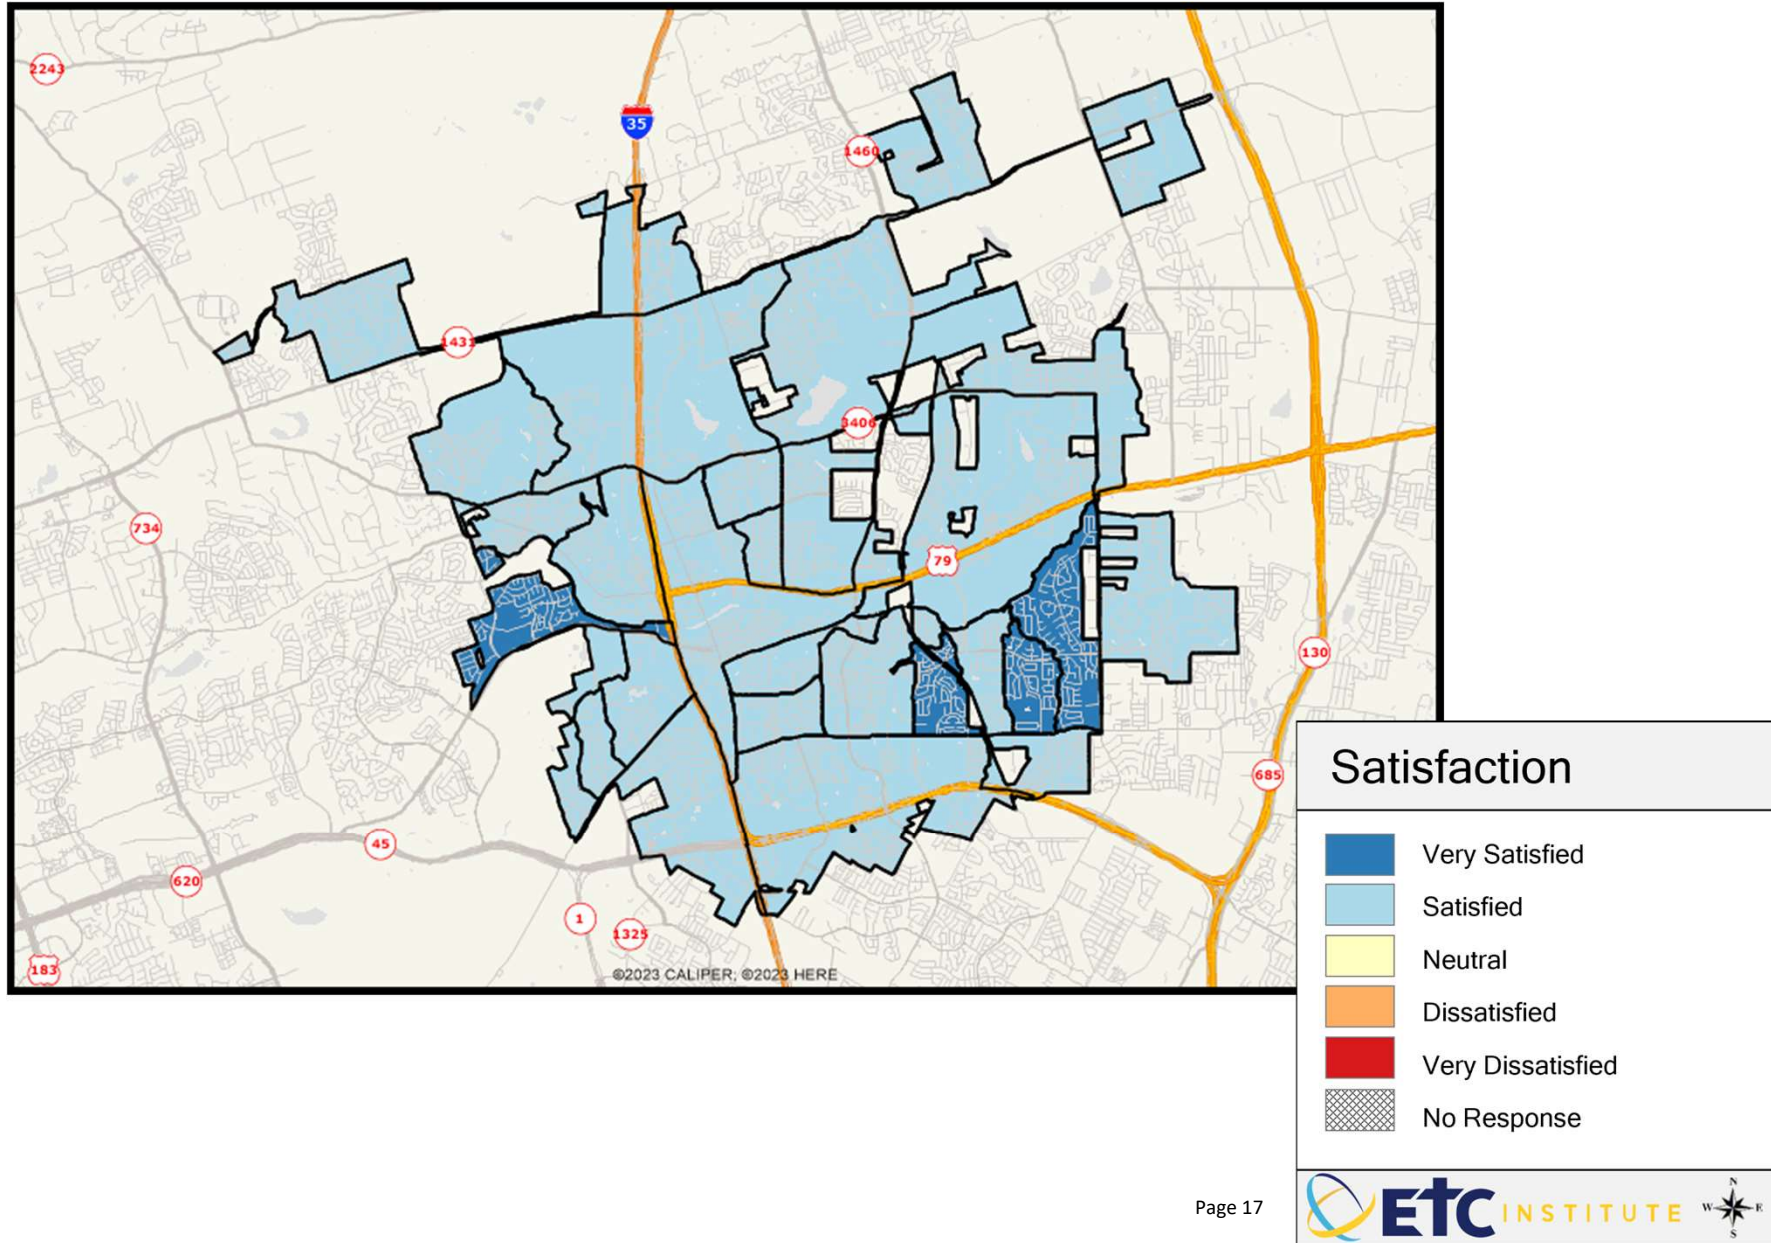 2243
35
1460
1431
3406
734
79
130
685
45
620
1
1325
183
©2023 CALIPER; ©2023 HERE
Satisfaction
Very Satisfied
Satisfied
Neutral
Dissatisfied
Very Dissatisfied
No Response
Page 17
ETC INSTITUTE
N
W E
S